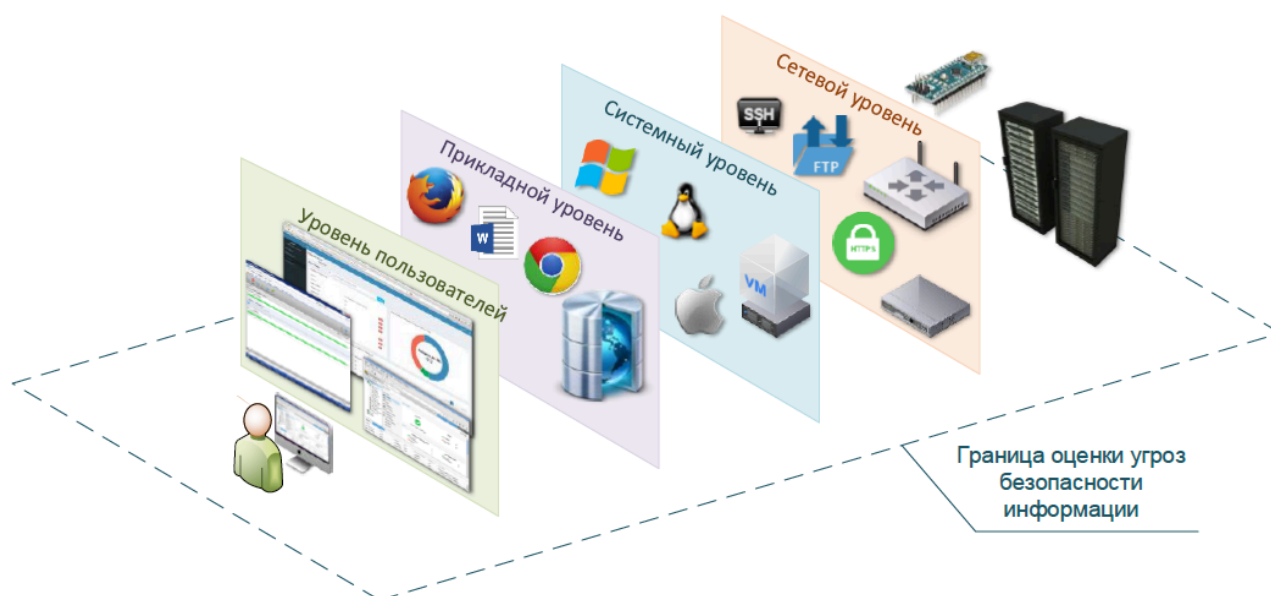 Уровень пользователей
Прикладной уровень
W
Системный уровень
VM
Сетевой уровень
SSH
FTP
HTTPS
Граница оценки угроз
безопасности
информации